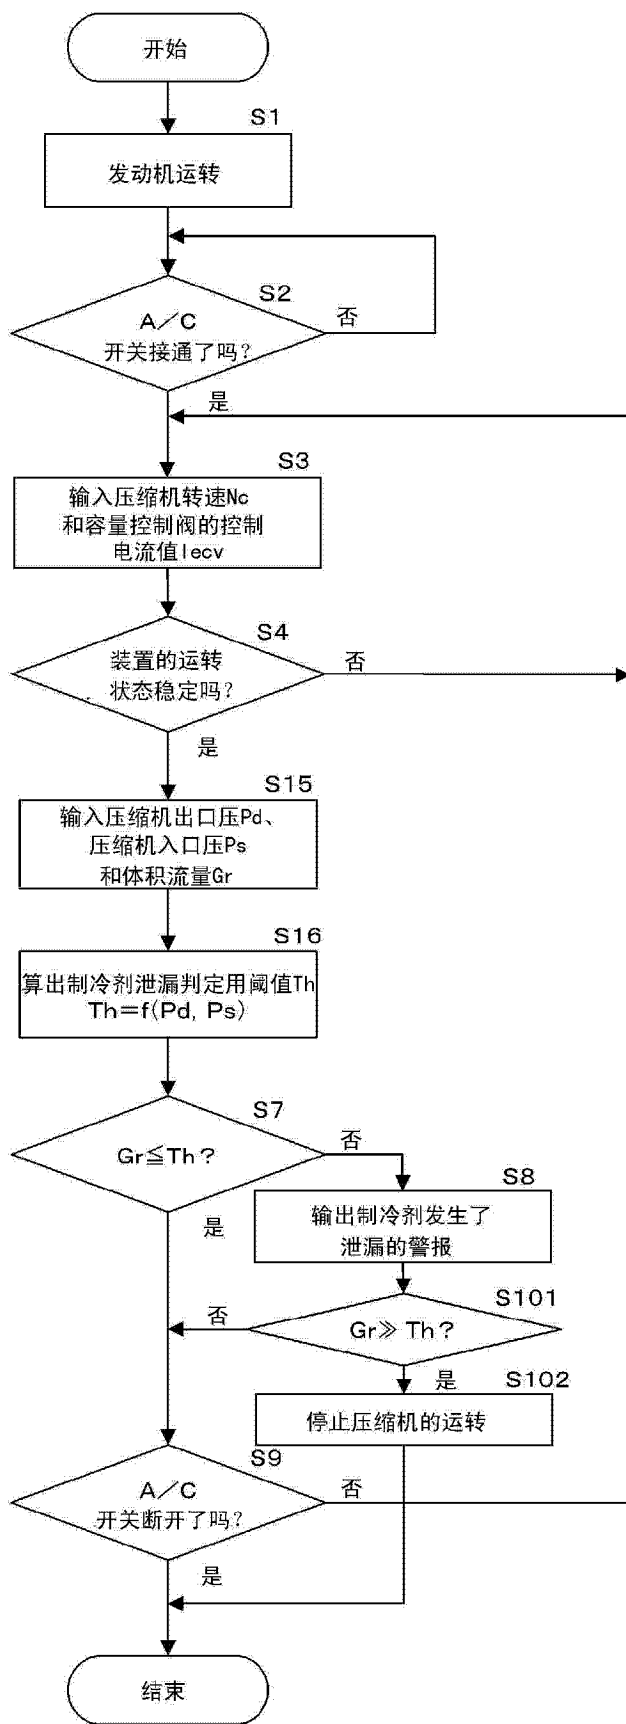 开始
S1
发动机运转
S2
A／C
开关接通了吗？
否
是
S3
输入压缩机转速Nc
和容量控制阀的控制
电流值Iecv
S4
装置的运转
状态稳定吗？
否
是
S15
输入压缩机出口压Pd、
压缩机入口压Ps
和体积流量Gr
S16
算出制冷剂泄漏判定用阈值Th
Th＝f(Pd, Ps)
S7
Gr≦Th？
否
是
S8
输出制冷剂发生了
泄漏的警报
S101
Gr≫ Th？
否
是
S102
停止压缩机的运转
S9
A／C
开关断开了吗？
否
是
结束